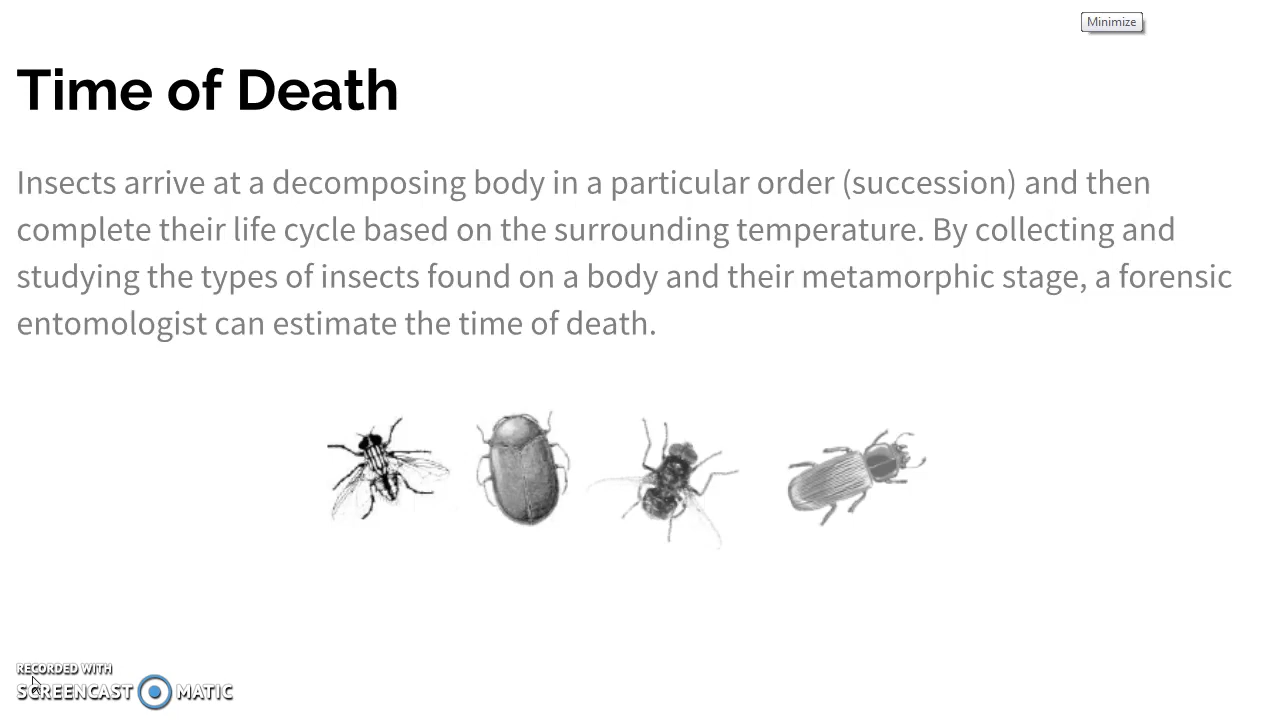 Minimize
Time of Death
Insects arrive at a decomposing body in a particular order (succession) and then
complete their life cycle based on the surrounding temperature. By collecting and
studying the types of insects found on a body and their metamorphic stage, a forensic
entomologist can estimate the time of death.
RECORDED WITH
SCREENCAST MATIC